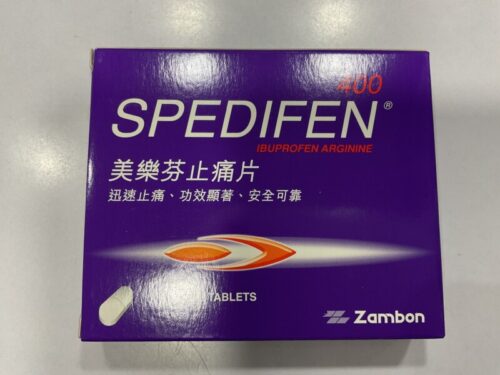 400
SPEDIFEN®
IBUPROFEN ARGININE
美樂芬止痛片
迅速止痛、功效顯著、安全可靠
TABLETS
Zambon